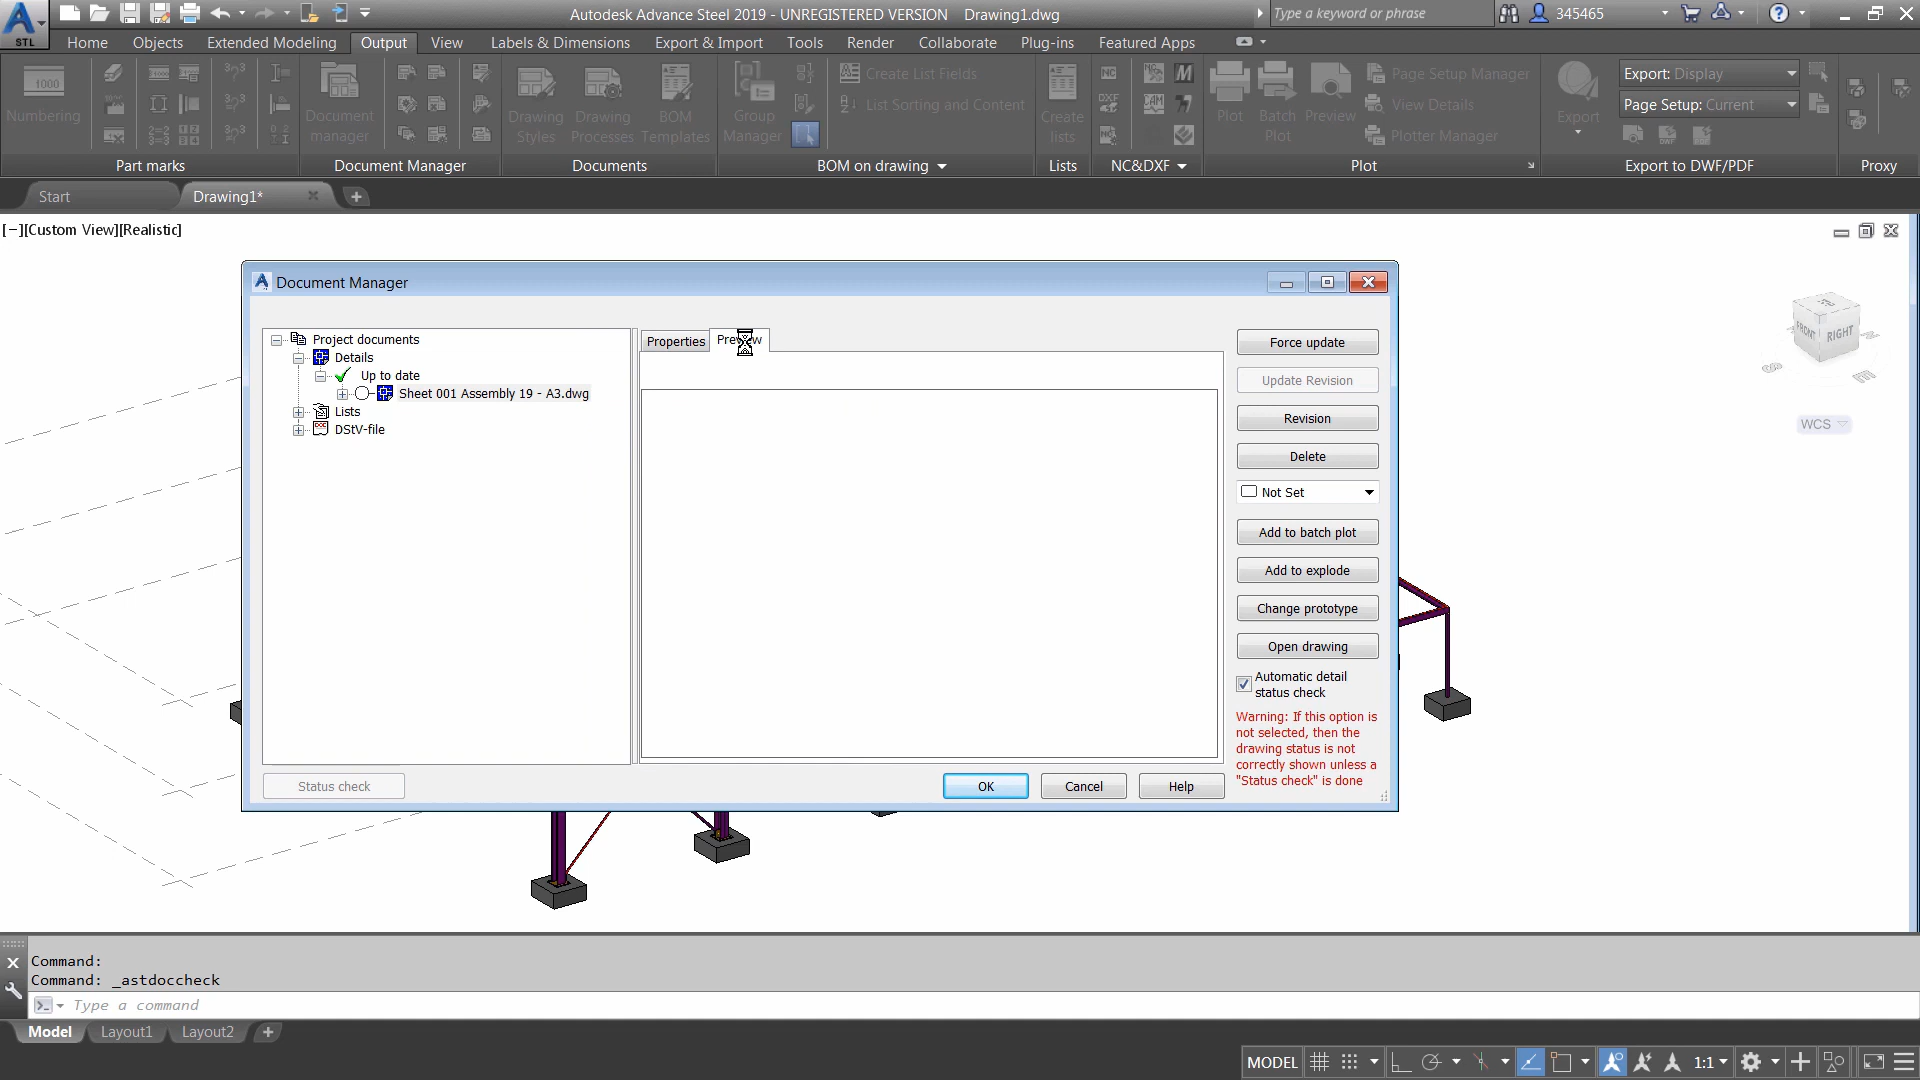 Autodesk Advance Steel 2019 - UNREGISTERED VERSION Drawing1.dwg
Type a keyword or phrase
345465
STL
Home Objects Extended Modeling Output View Labels & Dimensions Export & Import Tools Render Collaborate Plug-ins Featured Apps
Numbering
Document manager
Drawing Styles
Drawing Processes
BOM Templates
Group Manager
Create List Fields
List Sorting and Content
Create lists
Plot
Batch Plot
Preview
Page Setup Manager
View Details
Plotter Manager
Export
Export: Display
Page Setup: Current
Part marks Document Manager Documents BOM on drawing Lists NC&DXF Plot Export to DWF/PDF Proxy
Start Drawing1*
[−][Custom View][Realistic]
Document Manager
Project documents
Details
Up to date
Sheet 001 Assembly 19 - A3.dwg
Lists
DStV-file
Properties
Force update
Update Revision
Revision
Delete
Not Set
Add to batch plot
Add to explode
Change prototype
Open drawing
Automatic detail
status check
Warning: If this option is
not selected, then the
drawing status is not
correctly shown unless a
"Status check" is done
Status check
OK Cancel Help
TOP
FRONT
RIGHT
WCS
Command:
Command: _astdoccheck
Type a command
Model Layout1 Layout2
MODEL
1:1